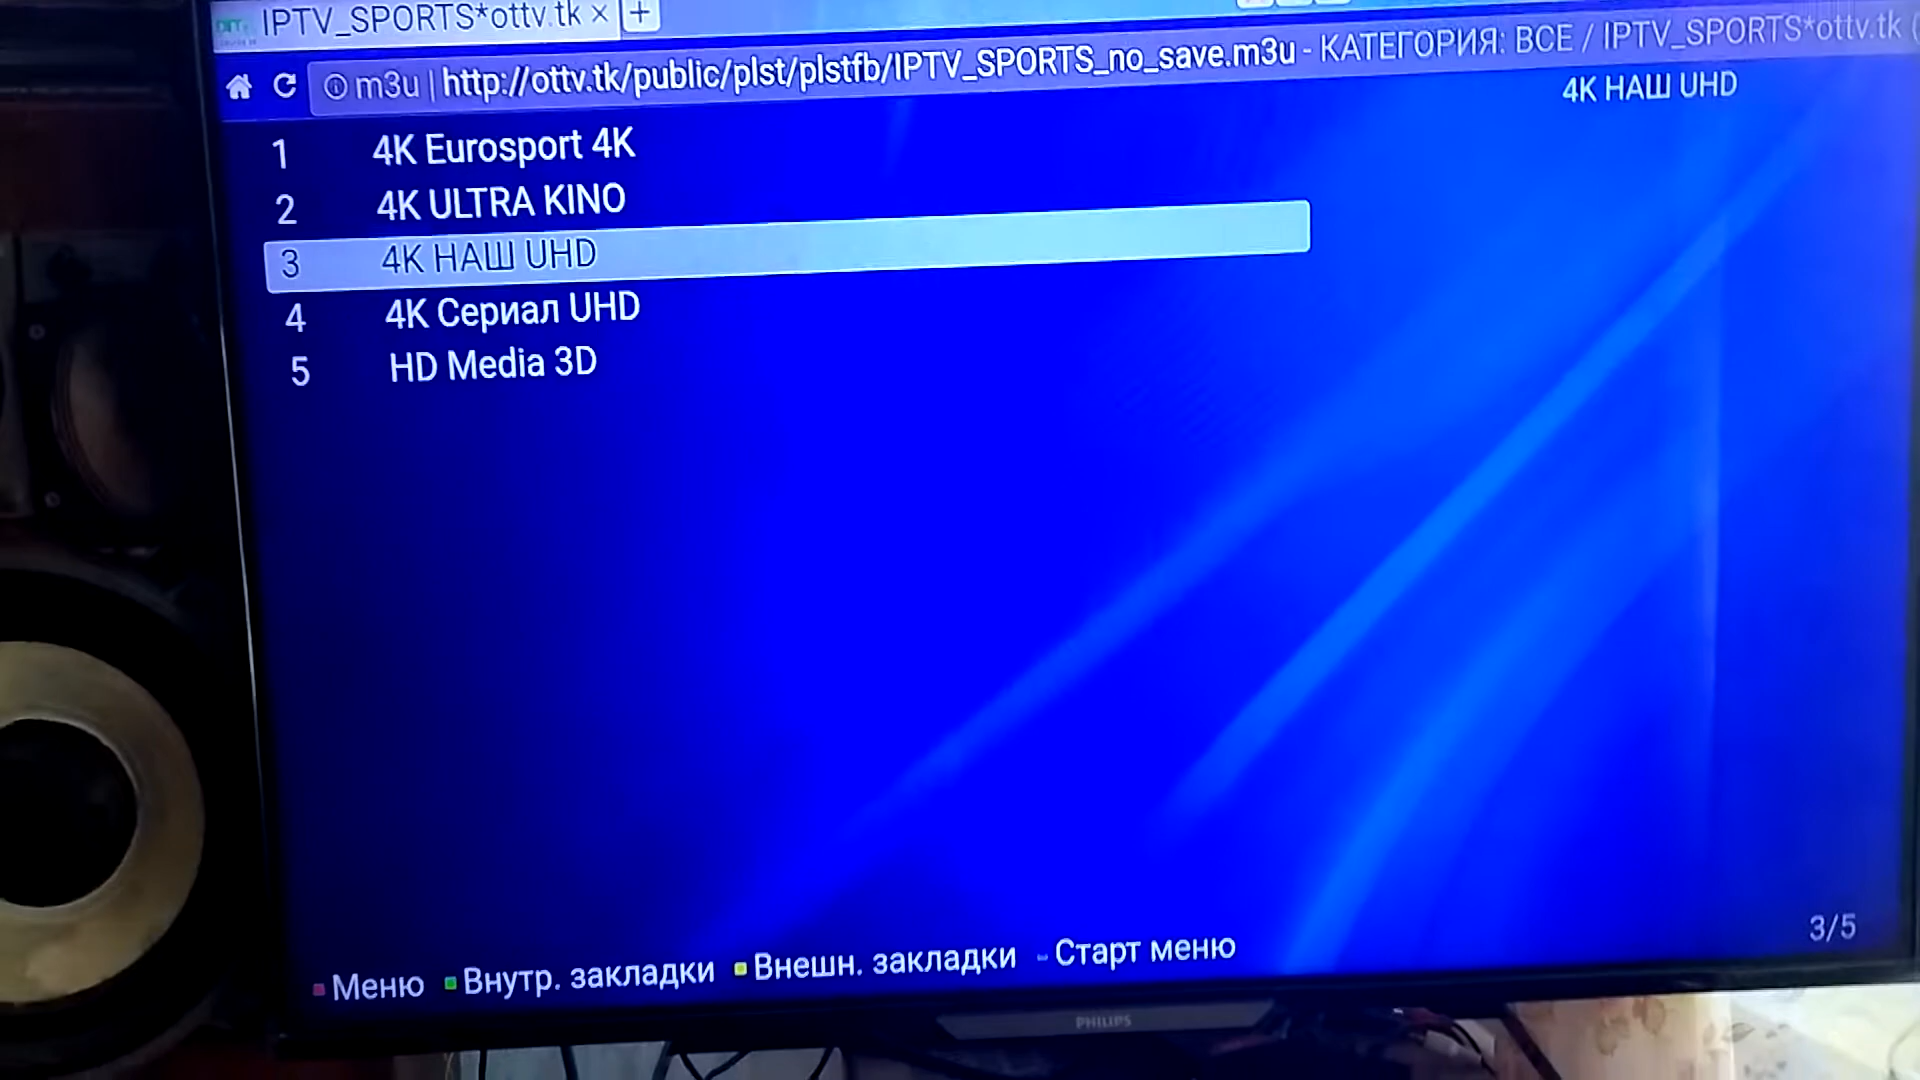 IPTV_SPORTS*ottv.tk × +
m3u | http://ottv.tk/public/plst/plstfb/IPTV_SPORTS_no_save.m3u - КАТЕГОРИЯ: ВСЕ / IPTV_SPORTS*ottv.tk (
4K НАШ UHD
1 4K Eurosport 4K
2 4K ULTRA KINO
3 4K НАШ UHD
4 4K Сериал UHD
5 HD Media 3D
3/5
Меню Внутр. закладки Внешн. закладки Старт меню
PHILIPS